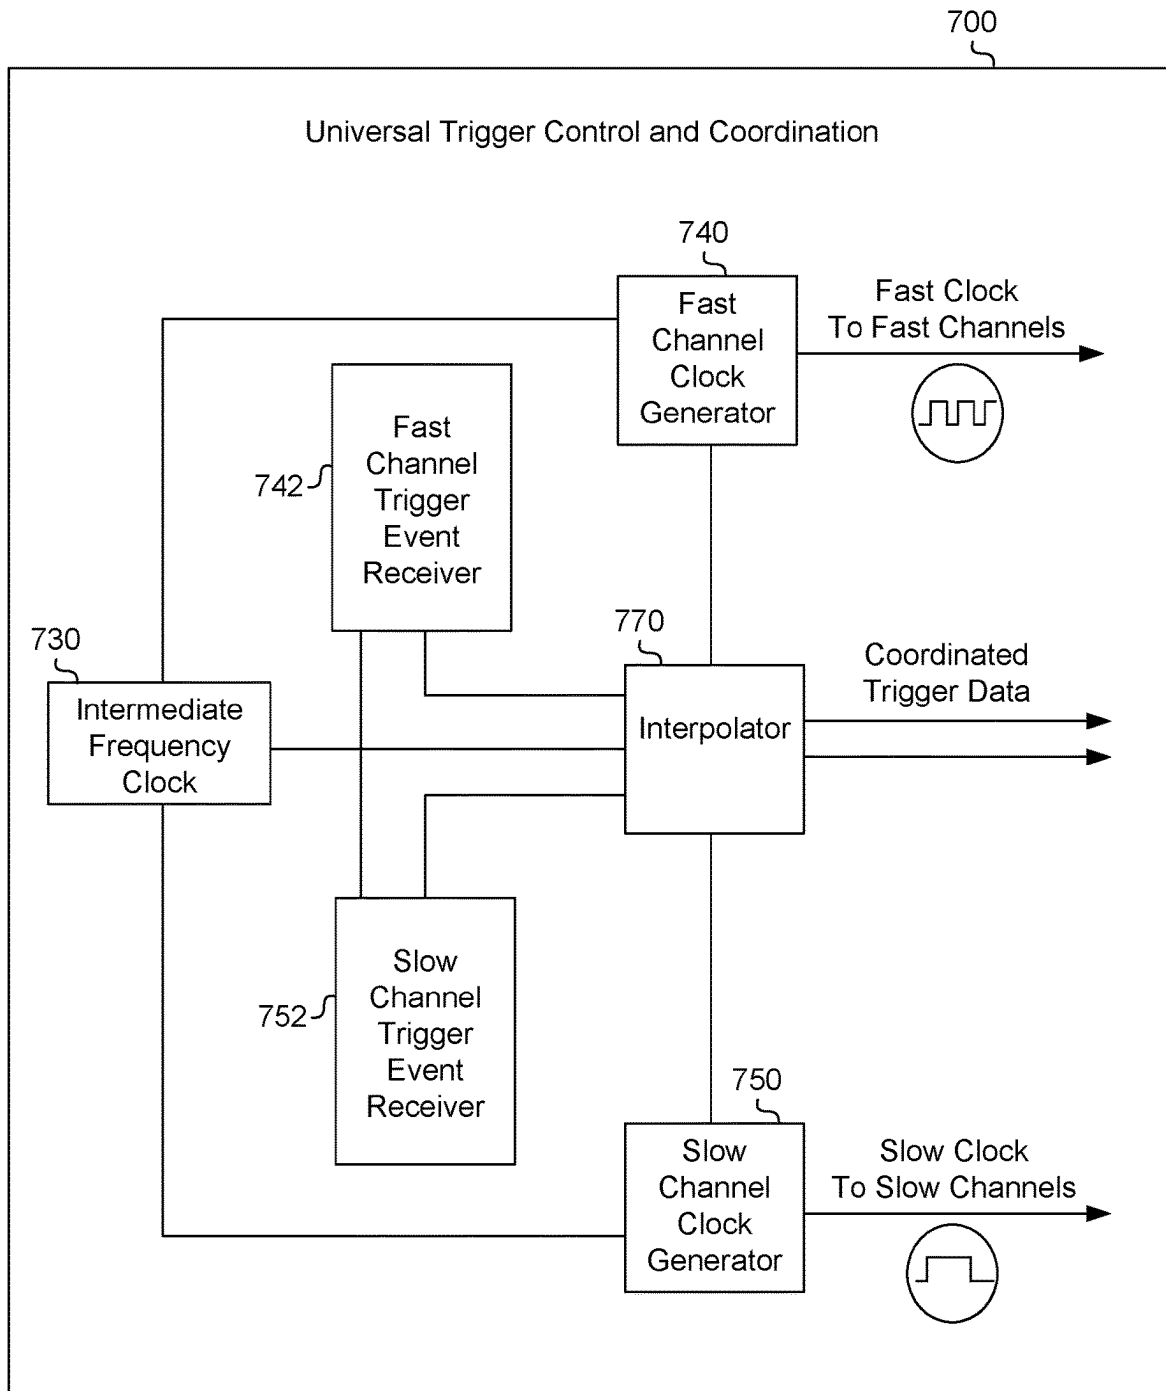 700
Universal Trigger Control and Coordination
740
Fast
Channel
Clock
Generator
Fast Clock
To Fast Channels
742
Fast
Channel
Trigger
Event
Receiver
730
Intermediate
Frequency
Clock
770
Interpolator
Coordinated
Trigger Data
752
Slow
Channel
Trigger
Event
Receiver
750
Slow
Channel
Clock
Generator
Slow Clock
To Slow Channels